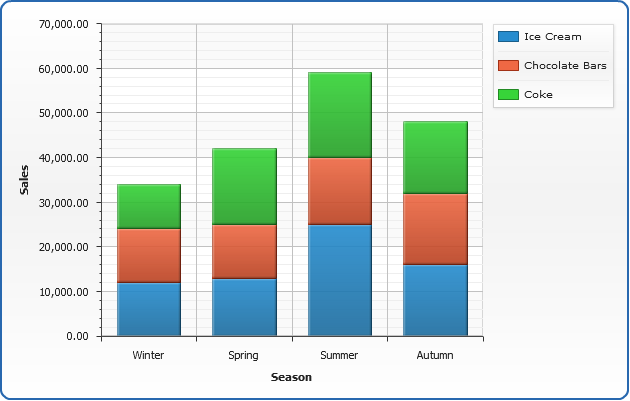 70,000.00
60,000.00
50,000.00
40,000.00
30,000.00
20,000.00
10,000.00
0.00
Sales
Winter Spring Summer Autumn
Season
Ice Cream
Chocolate Bars
Coke